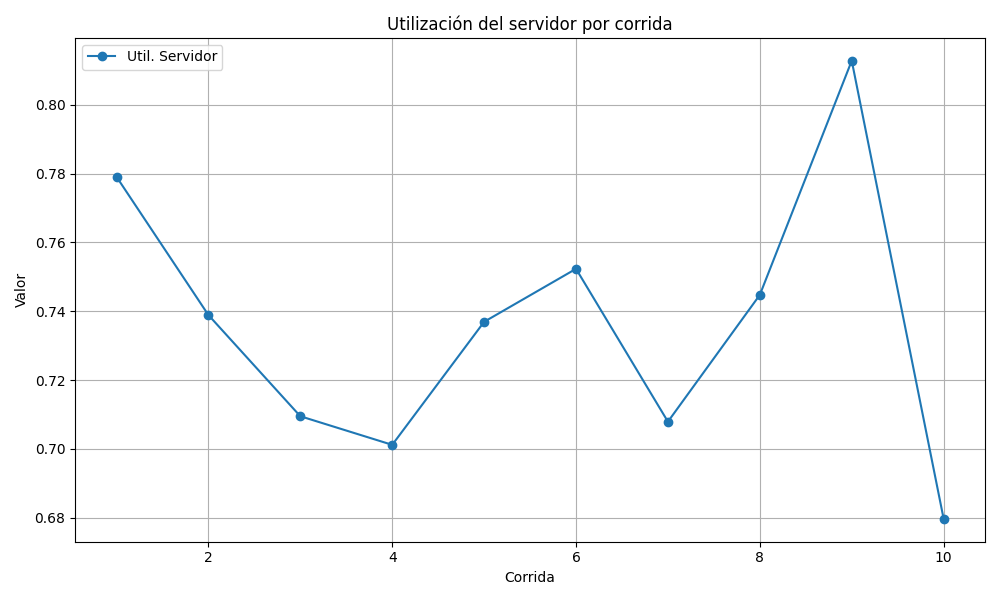 Utilización del servidor por corrida
Util. Servidor
0.80
0.78
0.76
0.74
0.72
0.70
0.68
Valor
2 4 6 8 10
Corrida